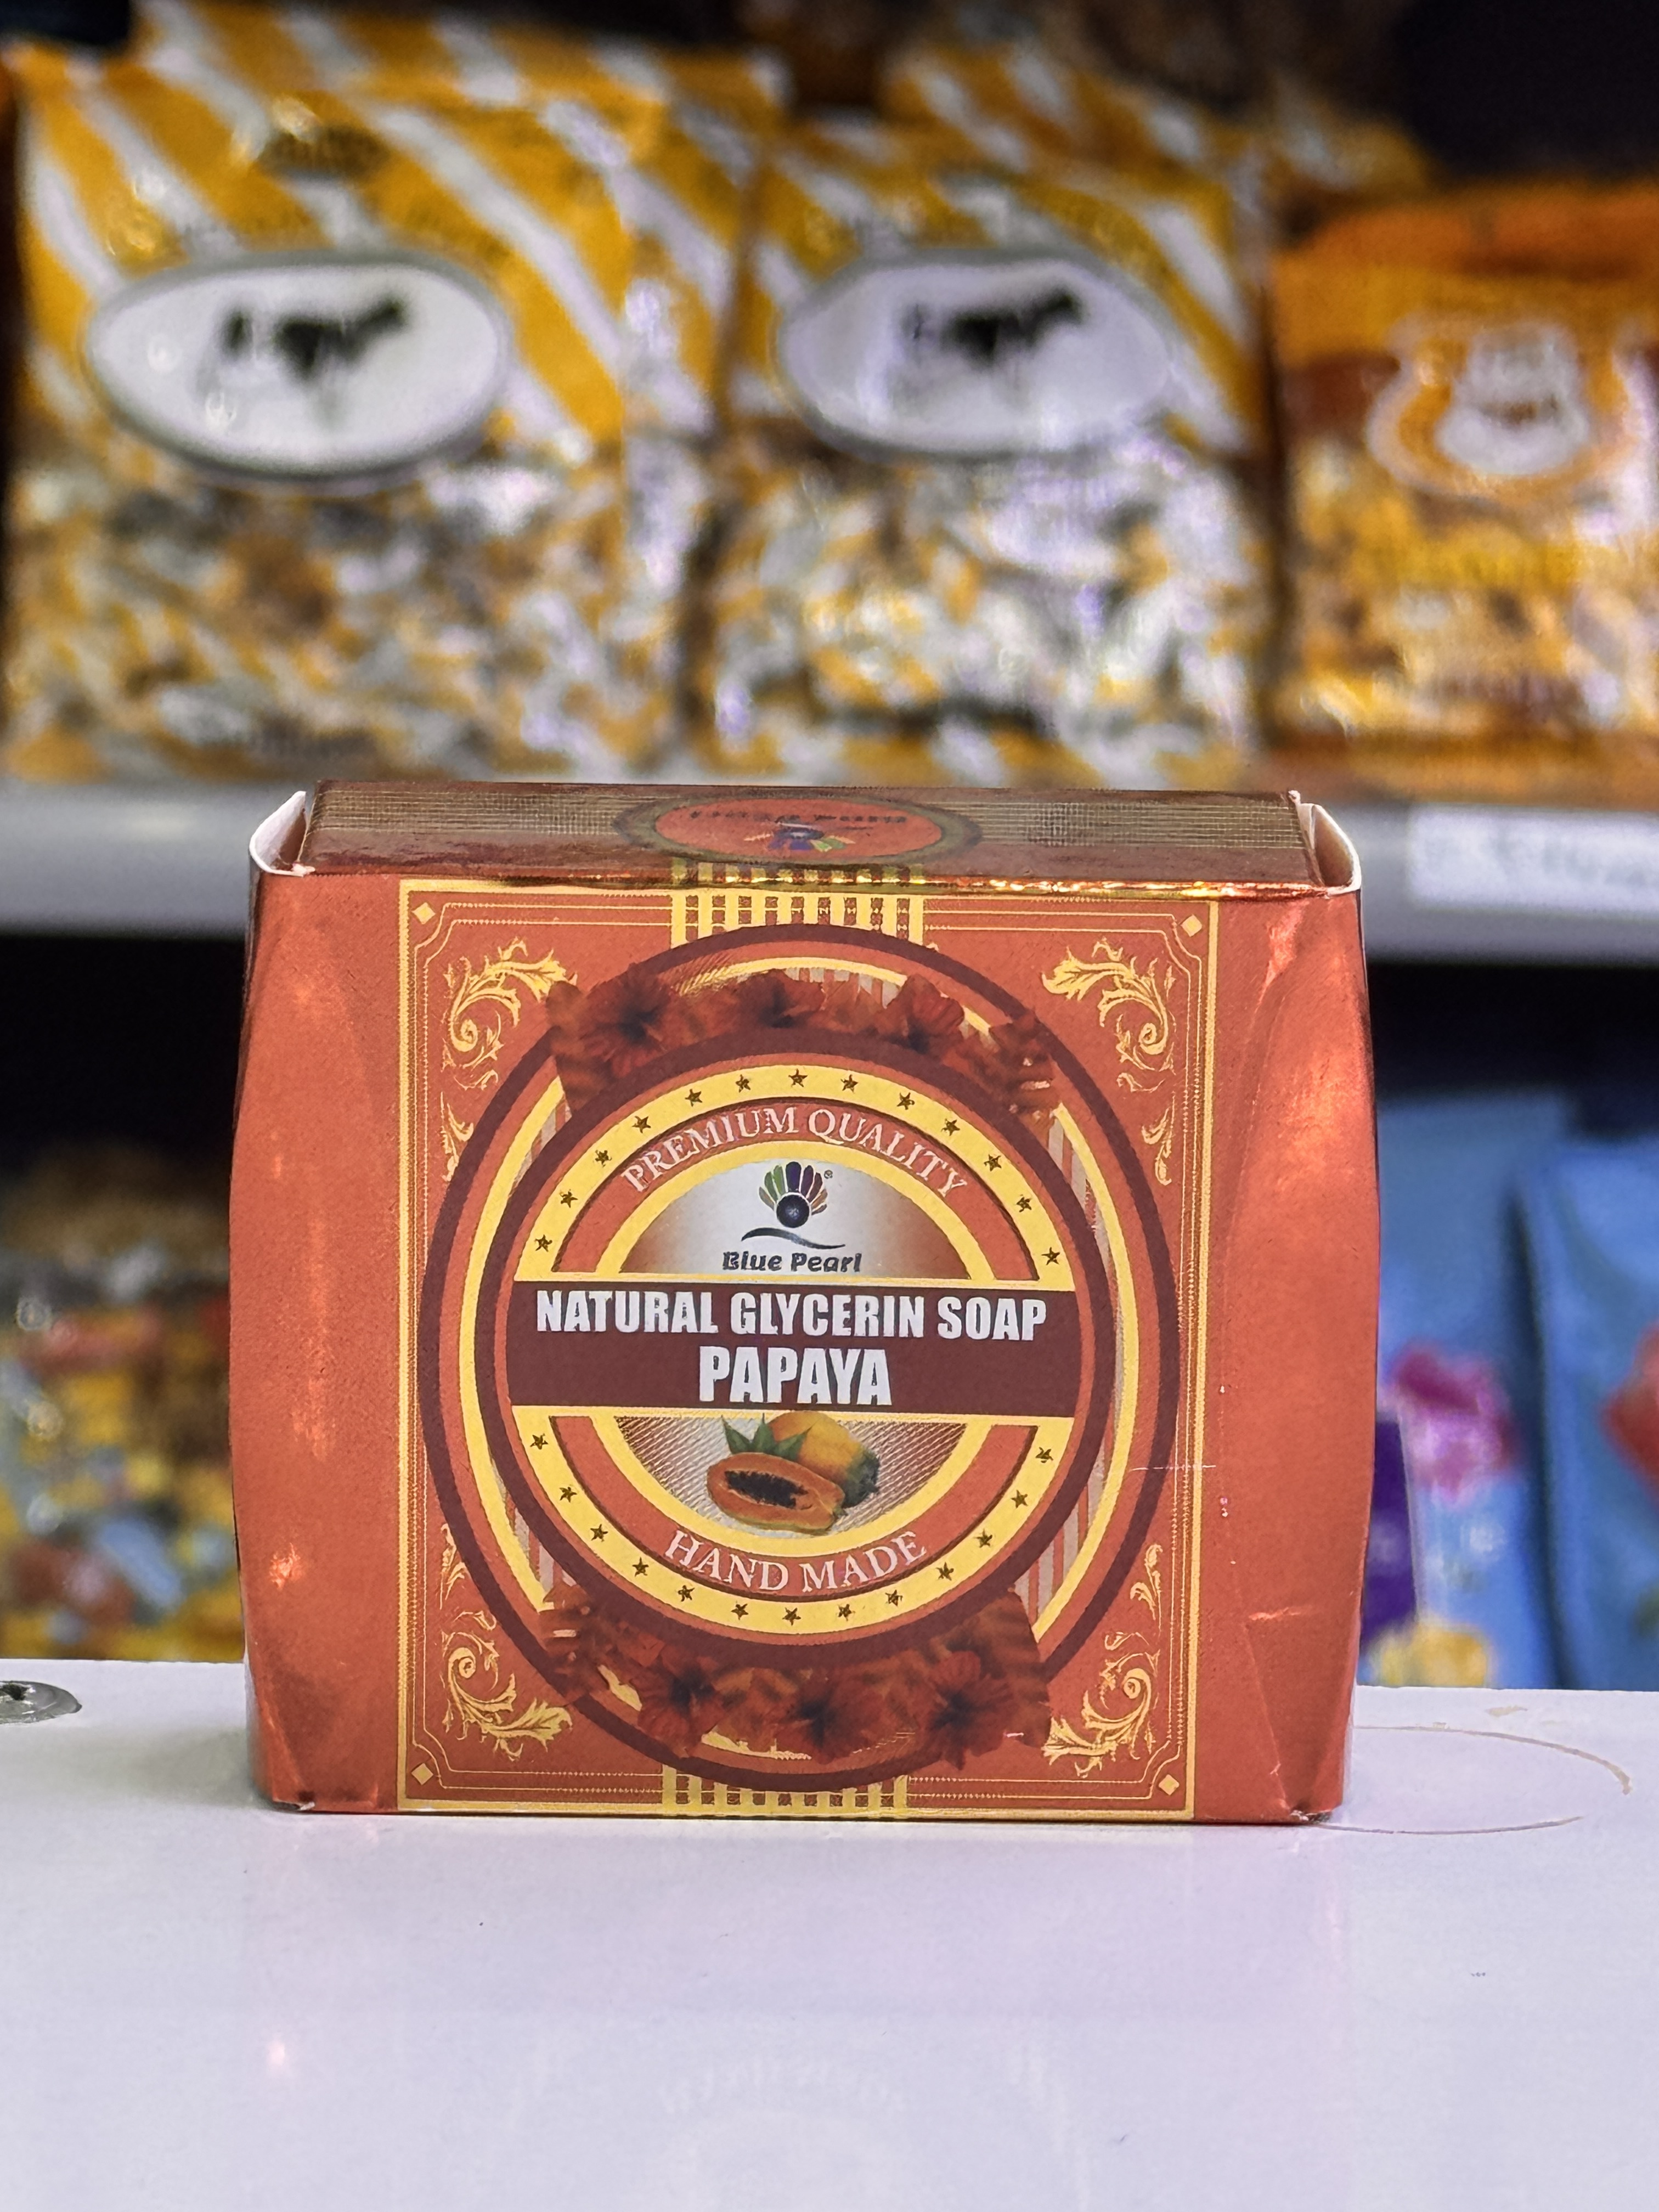 PREMIUM QUALITY
®
Blue Pearl
NATURAL GLYCERIN SOAP
PAPAYA
HAND MADE